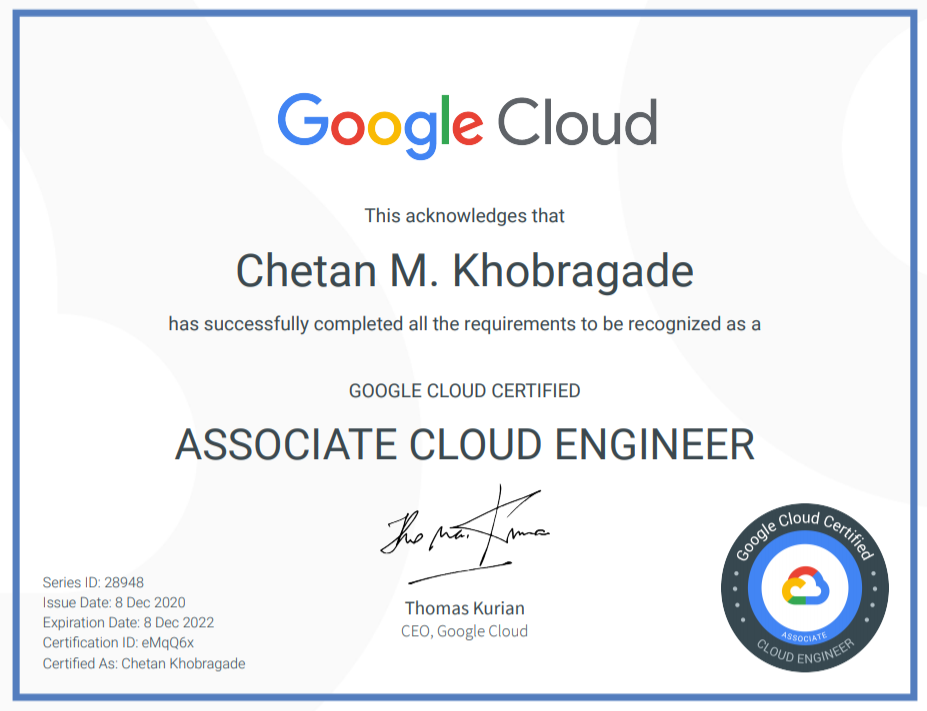 Google Cloud
This acknowledges that
Chetan M. Khobragade
has successfully completed all the requirements to be recognized as a
GOOGLE CLOUD CERTIFIED
ASSOCIATE CLOUD ENGINEER
Thomas Kurian
Thomas Kurian
CEO, Google Cloud
Series ID: 28948
Issue Date: 8 Dec 2020
Expiration Date: 8 Dec 2022
Certification ID: eMqQ6x
Certified As: Chetan Khobragade
Google Cloud Certified
ASSOCIATE
CLOUD ENGINEER